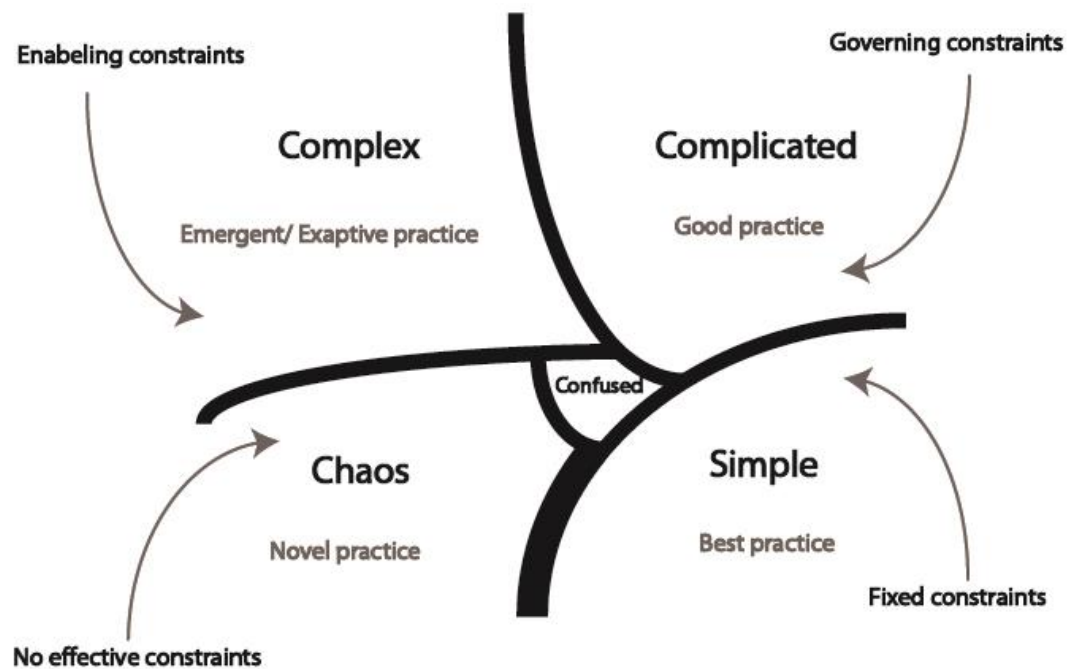 Enabeling constraints
Governing constraints
Complex
Complicated
Emergent/ Exaptive practice
Good practice
Confused
Chaos
Simple
Novel practice
Best practice
Fixed constraints
No effective constraints